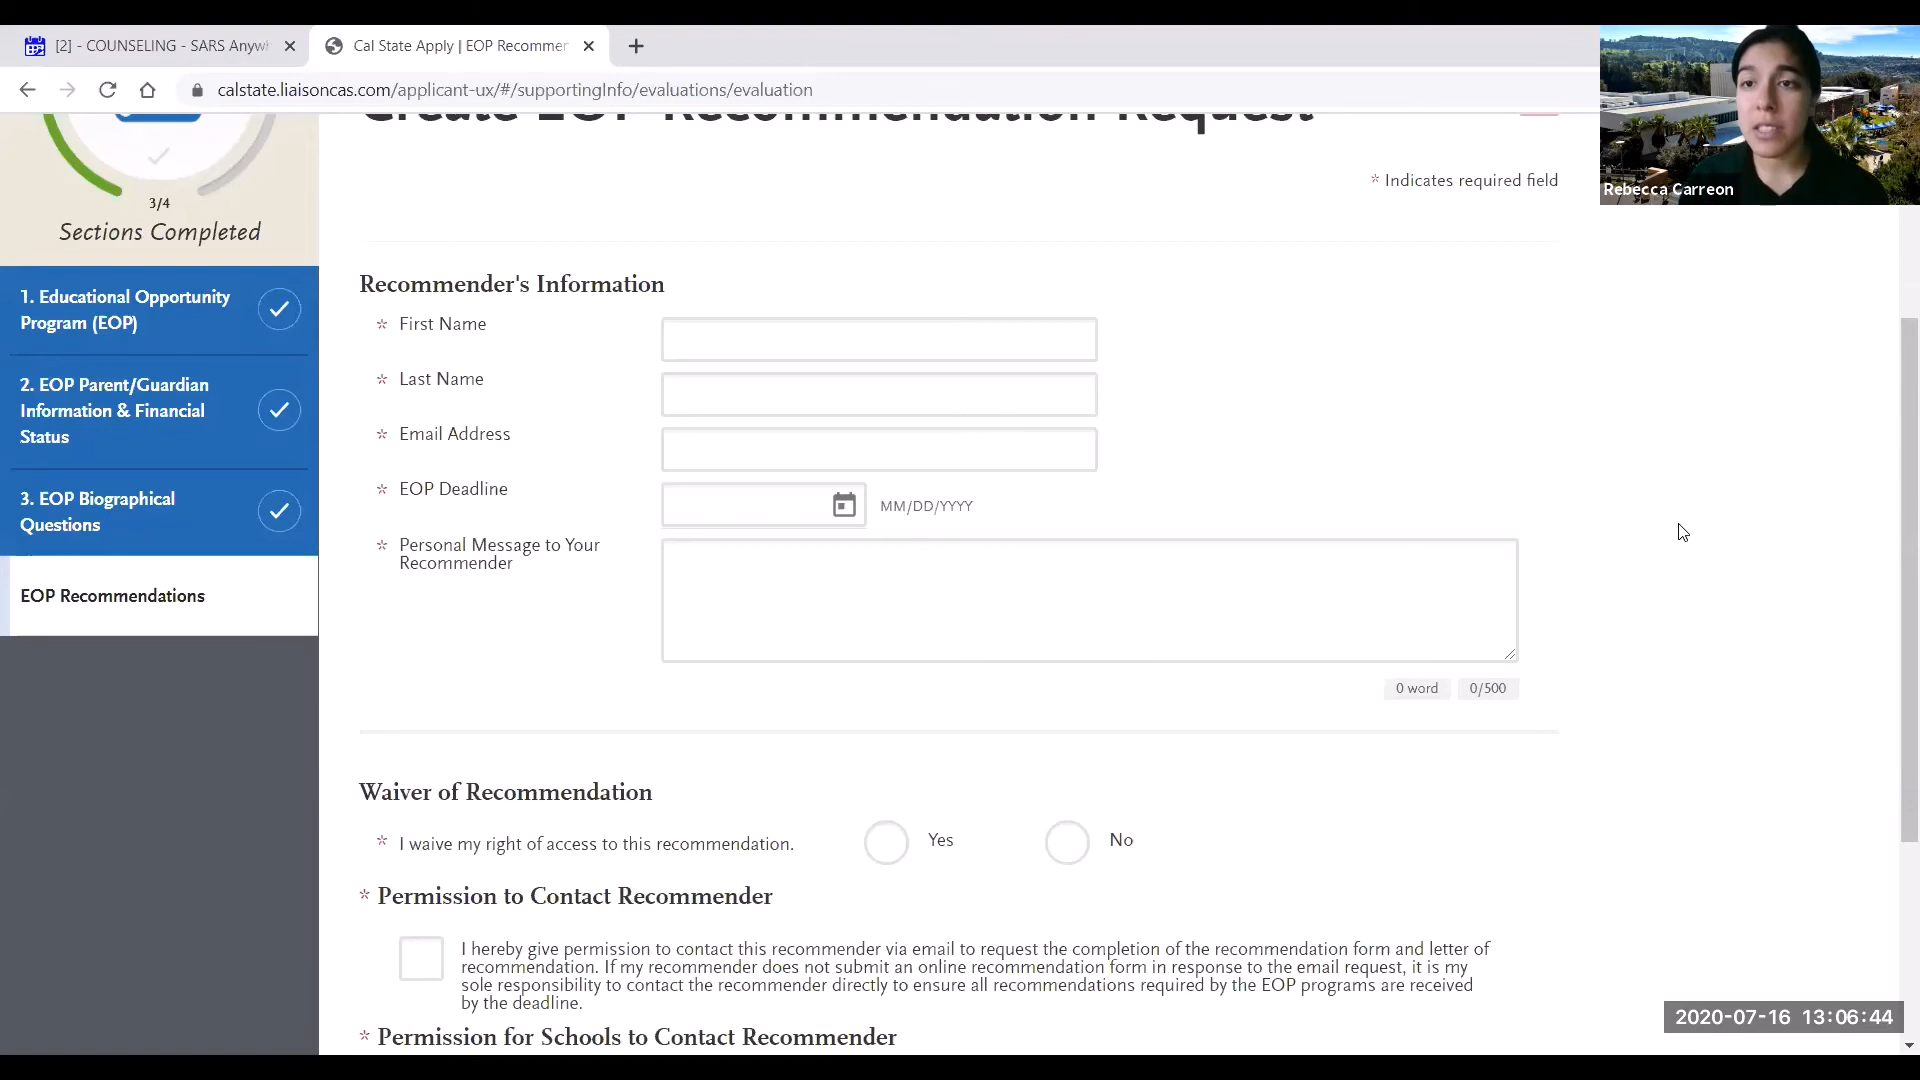 [2] - COUNSELING - SARS Anywh
Cal State Apply | EOP Recommen
calstate.liaisoncas.com/applicant-ux/#/supportingInfo/evaluations/evaluation
Create EOP Recommendation Request
* Indicates required field
3/4
Sections Completed
1. Educational Opportunity
Program (EOP)
2. EOP Parent/Guardian
Information & Financial
Status
3. EOP Biographical
Questions
EOP Recommendations
Recommender's Information
* First Name
* Last Name
* Email Address
* EOP Deadline
MM/DD/YYYY
* Personal Message to Your
Recommender
0 word 0/500
Waiver of Recommendation
* I waive my right of access to this recommendation. Yes No
* Permission to Contact Recommender
I hereby give permission to contact this recommender via email to request the completion of the recommendation form and letter of
recommendation. If my recommender does not submit an online recommendation form in response to the email request, it is my
sole responsibility to contact the recommender directly to ensure all recommendations required by the EOP programs are received
by the deadline.
* Permission for Schools to Contact Recommender
Rebecca Carreon
2020-07-16 13:06:44